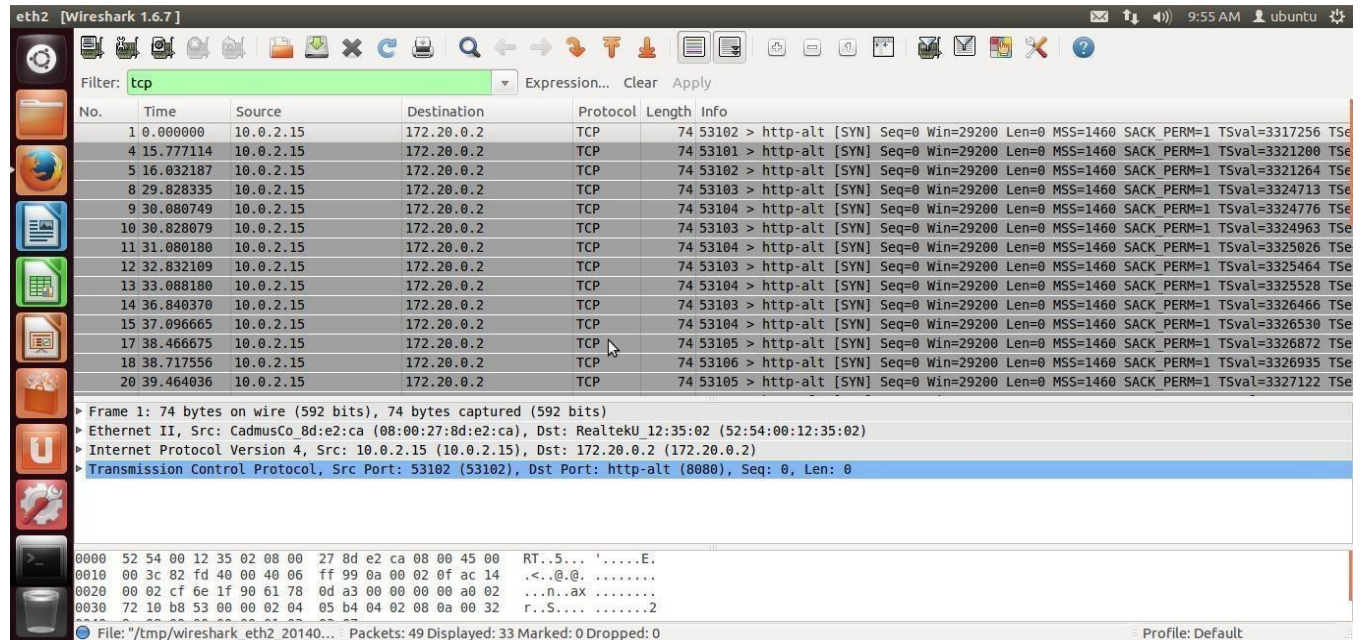 eth2 [Wireshark 1.6.7]
9:55 AM ubuntu
Filter: tcp Expression... Clear Apply
No. Time Source Destination Protocol Length Info
1 0.000000 10.0.2.15 172.20.0.2 TCP 74 53102 > http-alt [SYN] Seq=0 Win=29200 Len=0 MSS=1460 SACK_PERM=1 TSval=3317256 TSe
4 15.777114 10.0.2.15 172.20.0.2 TCP 74 53101 > http-alt [SYN] Seq=0 Win=29200 Len=0 MSS=1460 SACK_PERM=1 TSval=3321200 TSe
5 16.032187 10.0.2.15 172.20.0.2 TCP 74 53102 > http-alt [SYN] Seq=0 Win=29200 Len=0 MSS=1460 SACK_PERM=1 TSval=3321264 TSe
8 29.828335 10.0.2.15 172.20.0.2 TCP 74 53103 > http-alt [SYN] Seq=0 Win=29200 Len=0 MSS=1460 SACK_PERM=1 TSval=3324713 TSe
9 30.080749 10.0.2.15 172.20.0.2 TCP 74 53104 > http-alt [SYN] Seq=0 Win=29200 Len=0 MSS=1460 SACK_PERM=1 TSval=3324776 TSe
10 30.828079 10.0.2.15 172.20.0.2 TCP 74 53103 > http-alt [SYN] Seq=0 Win=29200 Len=0 MSS=1460 SACK_PERM=1 TSval=3324963 TSe
11 31.080180 10.0.2.15 172.20.0.2 TCP 74 53104 > http-alt [SYN] Seq=0 Win=29200 Len=0 MSS=1460 SACK_PERM=1 TSval=3325026 TSe
12 32.832109 10.0.2.15 172.20.0.2 TCP 74 53103 > http-alt [SYN] Seq=0 Win=29200 Len=0 MSS=1460 SACK_PERM=1 TSval=3325464 TSe
13 33.088180 10.0.2.15 172.20.0.2 TCP 74 53104 > http-alt [SYN] Seq=0 Win=29200 Len=0 MSS=1460 SACK_PERM=1 TSval=3325528 TSe
14 36.840370 10.0.2.15 172.20.0.2 TCP 74 53103 > http-alt [SYN] Seq=0 Win=29200 Len=0 MSS=1460 SACK_PERM=1 TSval=3326466 TSe
15 37.096665 10.0.2.15 172.20.0.2 TCP 74 53104 > http-alt [SYN] Seq=0 Win=29200 Len=0 MSS=1460 SACK_PERM=1 TSval=3326530 TSe
17 38.466675 10.0.2.15 172.20.0.2 TCP 74 53105 > http-alt [SYN] Seq=0 Win=29200 Len=0 MSS=1460 SACK_PERM=1 TSval=3326872 TSe
18 38.717556 10.0.2.15 172.20.0.2 TCP 74 53106 > http-alt [SYN] Seq=0 Win=29200 Len=0 MSS=1460 SACK_PERM=1 TSval=3326935 TSe
20 39.464036 10.0.2.15 172.20.0.2 TCP 74 53105 > http-alt [SYN] Seq=0 Win=29200 Len=0 MSS=1460 SACK_PERM=1 TSval=3327122 TSe
Frame 1: 74 bytes on wire (592 bits), 74 bytes captured (592 bits)
Ethernet II, Src: CadmusCo_8d:e2:ca (08:00:27:8d:e2:ca), Dst: RealtekU_12:35:02 (52:54:00:12:35:02)
Internet Protocol Version 4, Src: 10.0.2.15 (10.0.2.15), Dst: 172.20.0.2 (172.20.0.2)
Transmission Control Protocol, Src Port: 53102 (53102), Dst Port: http-alt (8080), Seq: 0, Len: 0
0000 52 54 00 12 35 02 08 00 27 8d e2 ca 08 00 45 00 RT..5... '.....E.
0010 00 3c 82 fd 40 00 40 06 ff 99 0a 00 02 0f ac 14 .<..@.@. ........
0020 00 02 cf 6e 1f 90 61 78 0d a3 00 00 00 00 a0 02 ...n..ax ........
0030 72 10 b8 53 00 00 02 04 05 b4 04 02 08 0a 00 32 r..S.... .......2
File: "/tmp/wireshark_eth2_20140... Packets: 49 Displayed: 33 Marked: 0 Dropped: 0 Profile: Default